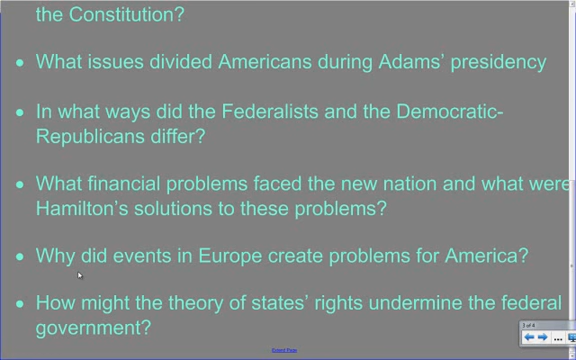 the Constitution?
• What issues divided Americans during Adams' presidency
• In what ways did the Federalists and the Democratic-
Republicans differ?
• What financial problems faced the new nation and what were
Hamilton's solutions to these problems?
• Why did events in Europe create problems for America?
• How might the theory of states' rights undermine the federal
government?
3 of 4